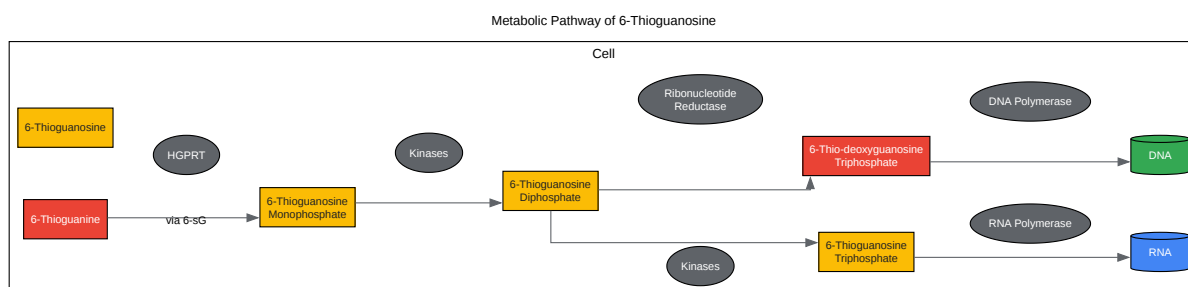 Metabolic Pathway of 6-Thioguanosine
Cell
6-Thioguanosine
HGPRT
Kinases
Ribonucleotide
Reductase
DNA Polymerase
6-Thio-deoxyguanosine
Triphosphate
DNA
6-Thioguanine
via 6-sG
6-Thioguanosine
Monophosphate
6-Thioguanosine
Diphosphate
Kinases
6-Thioguanosine
Triphosphate
RNA Polymerase
RNA